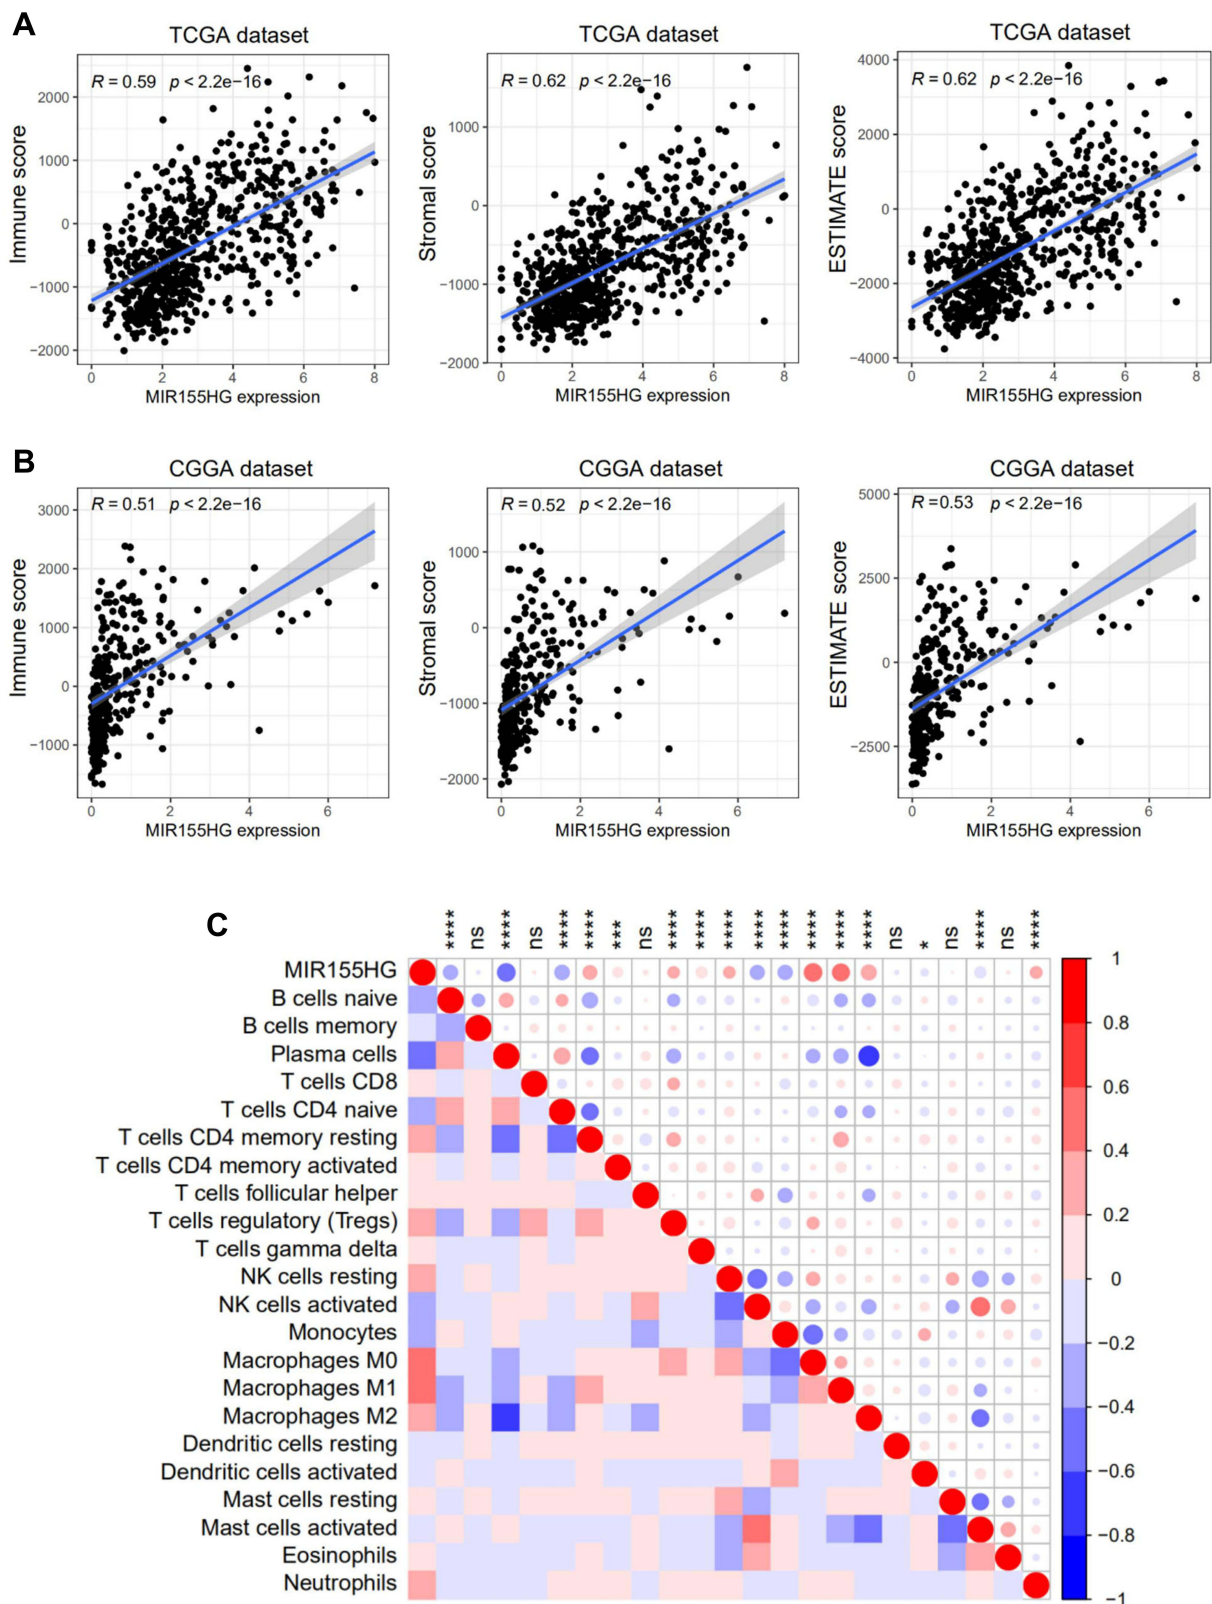 A
TCGA dataset
TCGA dataset
TCGA dataset
R = 0.59 p < 2.2e−16
R = 0.62 p < 2.2e−16
R = 0.62 p < 2.2e−16
Immune score
2000
1000
0
−1000
−2000
Stromal score
1000
0
−1000
−2000
ESTIMATE score
4000
2000
0
−2000
−4000
0 2 4 6 8
0 2 4 6 8
0 2 4 6 8
MIR155HG expression
MIR155HG expression
MIR155HG expression
B
CGGA dataset
CGGA dataset
CGGA dataset
R = 0.51 p < 2.2e−16
R = 0.52 p < 2.2e−16
R = 0.53 p < 2.2e−16
Immune score
3000
2000
1000
0
−1000
Stromal score
1000
0
−1000
−2000
ESTIMATE score
5000
2500
0
−2500
0 2 4 6
0 2 4 6
0 2 4 6
MIR155HG expression
MIR155HG expression
MIR155HG expression
C
**** ns **** ns **** **** *** ns **** **** **** **** **** **** **** **** ns * ns **** ns ****
MIR155HG
B cells naive
B cells memory
Plasma cells
T cells CD8
T cells CD4 naive
T cells CD4 memory resting
T cells CD4 memory activated
T cells follicular helper
T cells regulatory (Tregs)
T cells gamma delta
NK cells resting
NK cells activated
Monocytes
Macrophages M0
Macrophages M1
Macrophages M2
Dendritic cells resting
Dendritic cells activated
Mast cells resting
Mast cells activated
Eosinophils
Neutrophils
1
0.8
0.6
0.4
0.2
0
−0.2
−0.4
−0.6
−0.8
−1